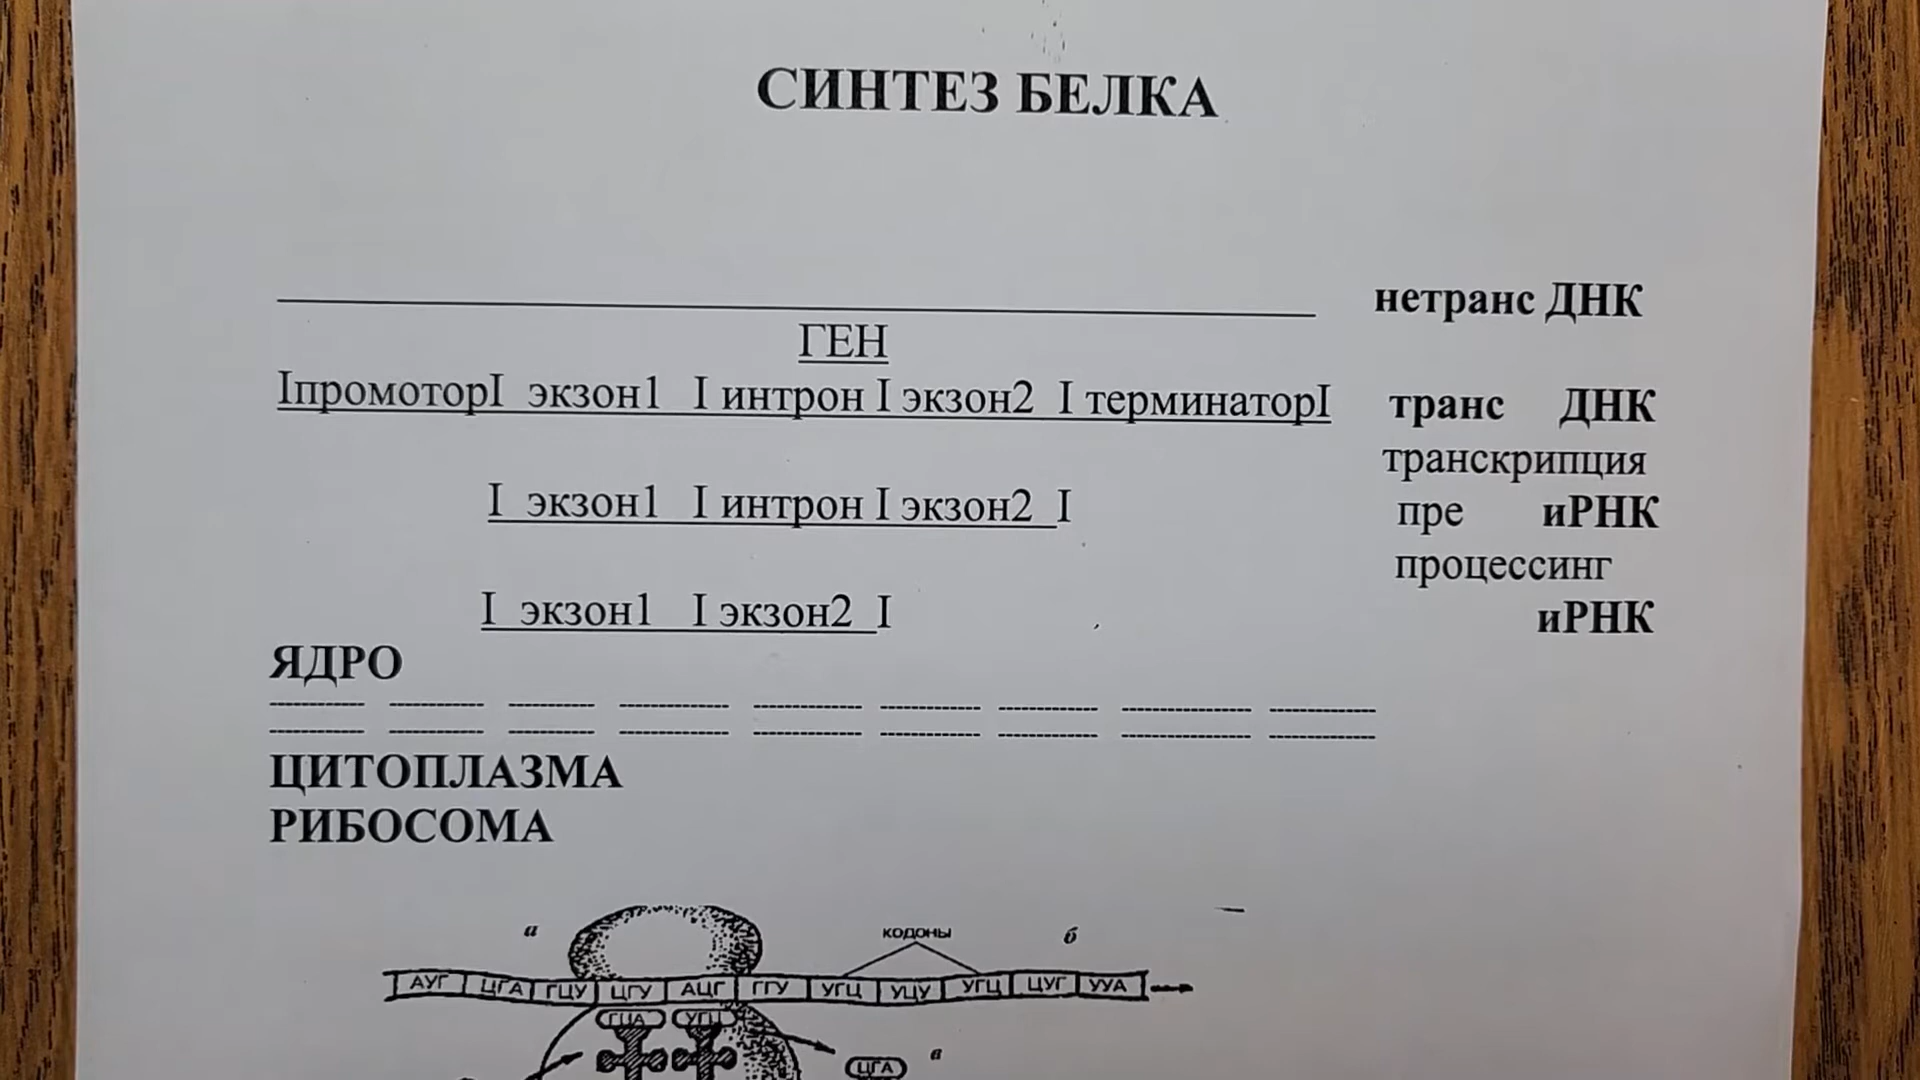 СИНТЕЗ БЕЛКА
нетранс ДНК
ГЕН
IпромоторI экзон1 I интрон I экзон2 I терминаторI транс ДНК
транскрипция
I экзон1 I интрон I экзон2 I пре иРНК
процессинг
I экзон1 I экзон2 I иРНК
ЯДРО
ЦИТОПЛАЗМА
РИБОСОМА
а кодоны б
АУГ ЦГА ГЦУ ЦГУ АЦГ ГГУ УГЦ УЦУ УГЦ ЦУГ УУА
ГЦА УГЦ
в
ЦГА